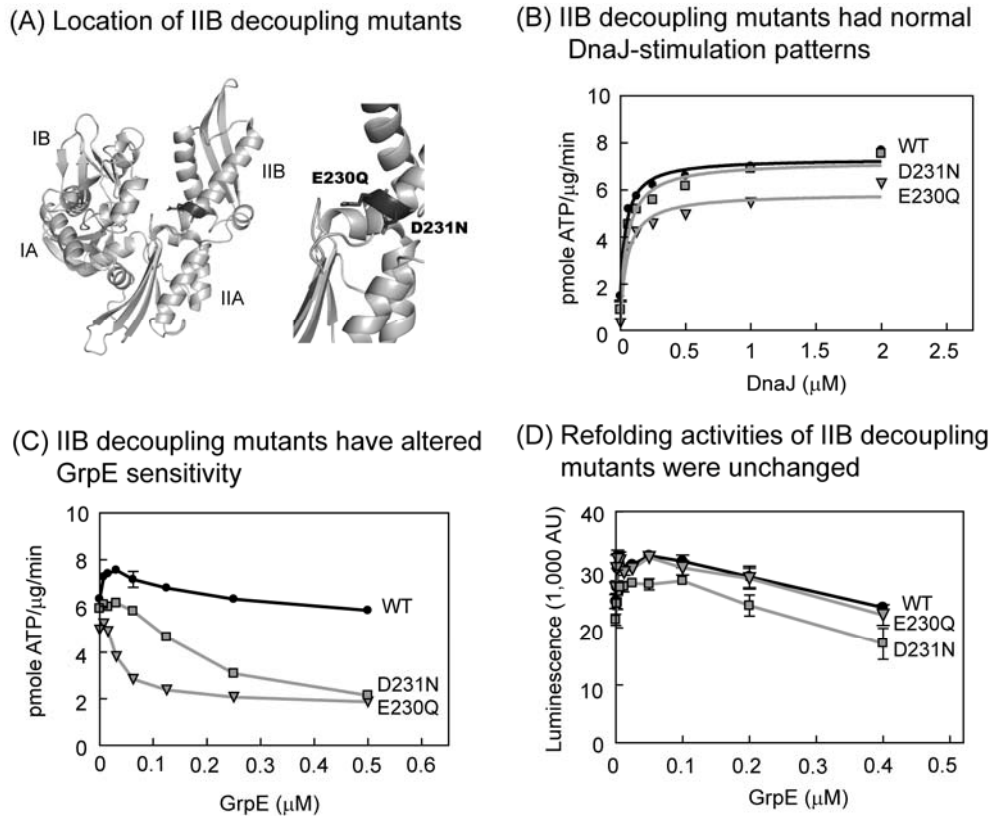 (A) Location of IIB decoupling mutants
IB
IIB
IA
IIA
E230Q
D231N
(B) IIB decoupling mutants had normal
DnaJ-stimulation patterns
10
8
6
4
2
0
pmole ATP/μg/min
WT
D231N
E230Q
0 0.5 1 1.5 2 2.5
DnaJ (μM)
(C) IIB decoupling mutants have altered
GrpE sensitivity
10
8
6
4
2
0
pmole ATP/μg/min
WT
D231N
E230Q
0 0.1 0.2 0.3 0.4 0.5 0.6
GrpE (μM)
(D) Refolding activities of IIB decoupling
mutants were unchanged
40
30
20
10
0
Luminescence (1,000 AU)
WT
E230Q
D231N
0 0.1 0.2 0.3 0.4 0.5
GrpE (μM)